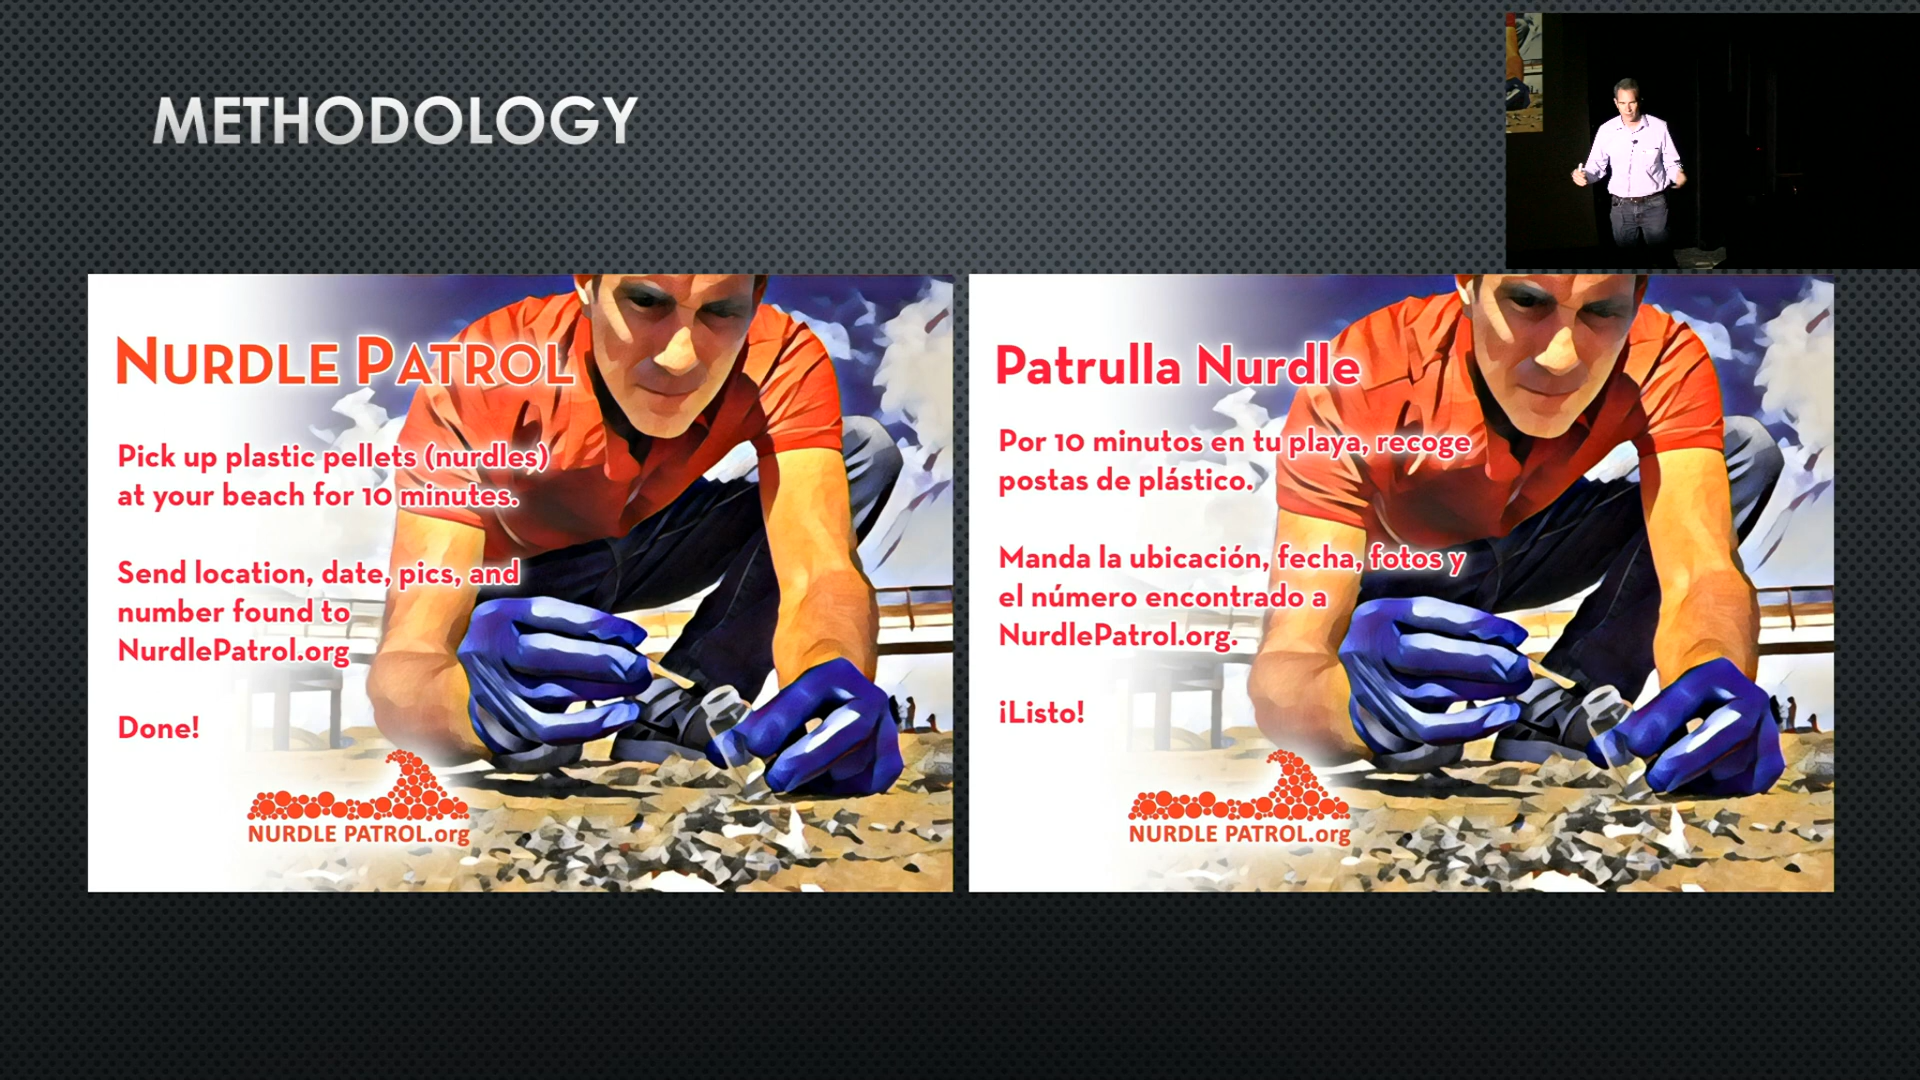 METHODOLOGY
NURDLE PATROL
Pick up plastic pellets (nurdles)
at your beach for 10 minutes.
Send location, date, pics, and
number found to
NurdlePatrol.org
Done!
NURDLE PATROL.org
Patrulla Nurdle
Por 10 minutos en tu playa, recoge
postas de plástico.
Manda la ubicación, fecha, fotos y
el número encontrado a
NurdlePatrol.org.
¡Listo!
NURDLE PATROL.org